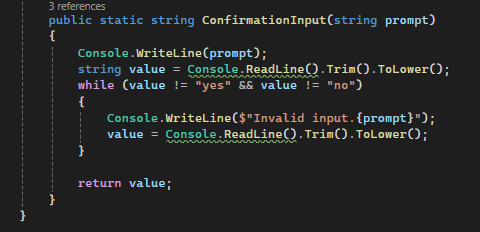 3 references
public static string ConfirmationInput(string prompt)
{
Console.WriteLine(prompt);
string value = Console.ReadLine().Trim().ToLower();
while (value != "yes" && value != "no")
{
Console.WriteLine($"Invalid input.{prompt}");
value = Console.ReadLine().Trim().ToLower();
}
return value;
}
}